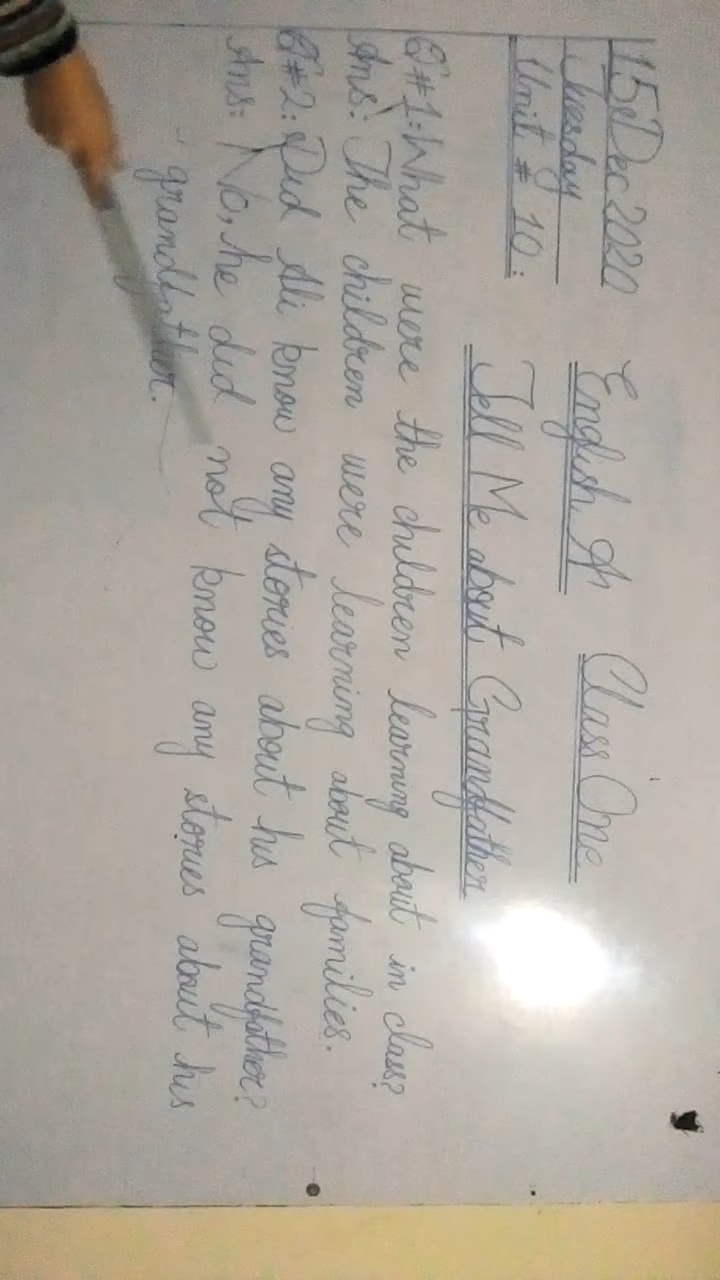 15 Dec 2020 English A Class One
Tuesday
Unit # 10: Tell Me about Grandfather
Q#1: What were the children learning about in class?
Ans: The children were learning about families.
Q#2: Did Ali know any stories about his grandfather?
Ans: No, he did not know any stories about his
grandfather.